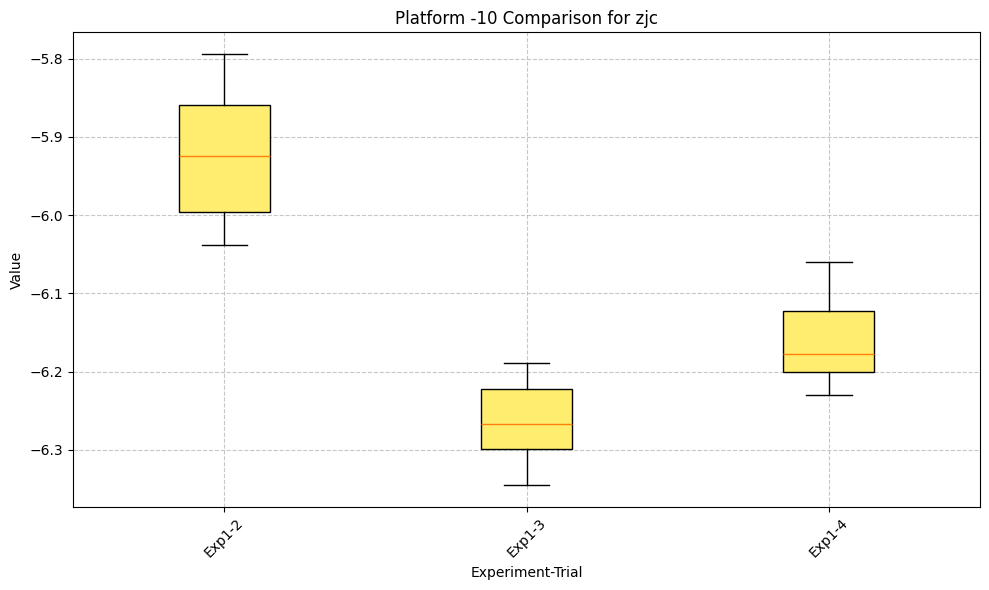 Platform -10 Comparison for zjc
Value
−5.8
−5.9
−6.0
−6.1
−6.2
−6.3
Exp1-2
Exp1-3
Exp1-4
Experiment-Trial